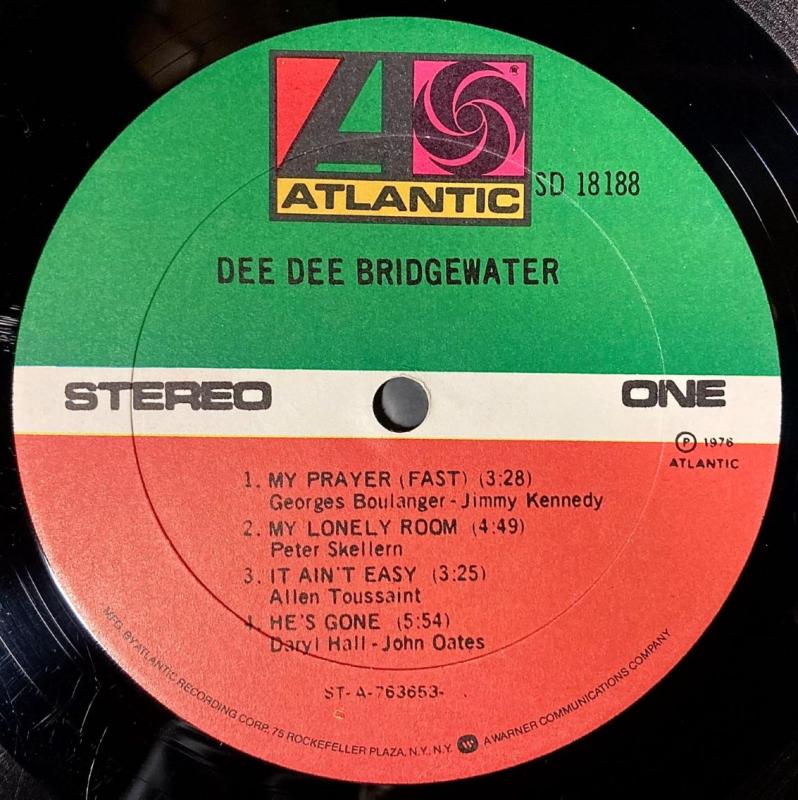 ATLANTIC
SD 18188
DEE DEE BRIDGEWATER
STEREO
ONE
Ⓟ 1976
ATLANTIC
1. MY PRAYER (FAST) (3:28)
Georges Boulanger - Jimmy Kennedy
2. MY LONELY ROOM (4:49)
Peter Skellern
3. IT AIN'T EASY (3:25)
Allen Toussaint
4. HE'S GONE (5:54)
Daryl Hall - John Oates
ST-A-763653-
MFG. BY ATLANTIC RECORDING CORP. 75 ROCKEFELLER PLAZA, N.Y. N.Y. A WARNER COMMUNICATIONS COMPANY